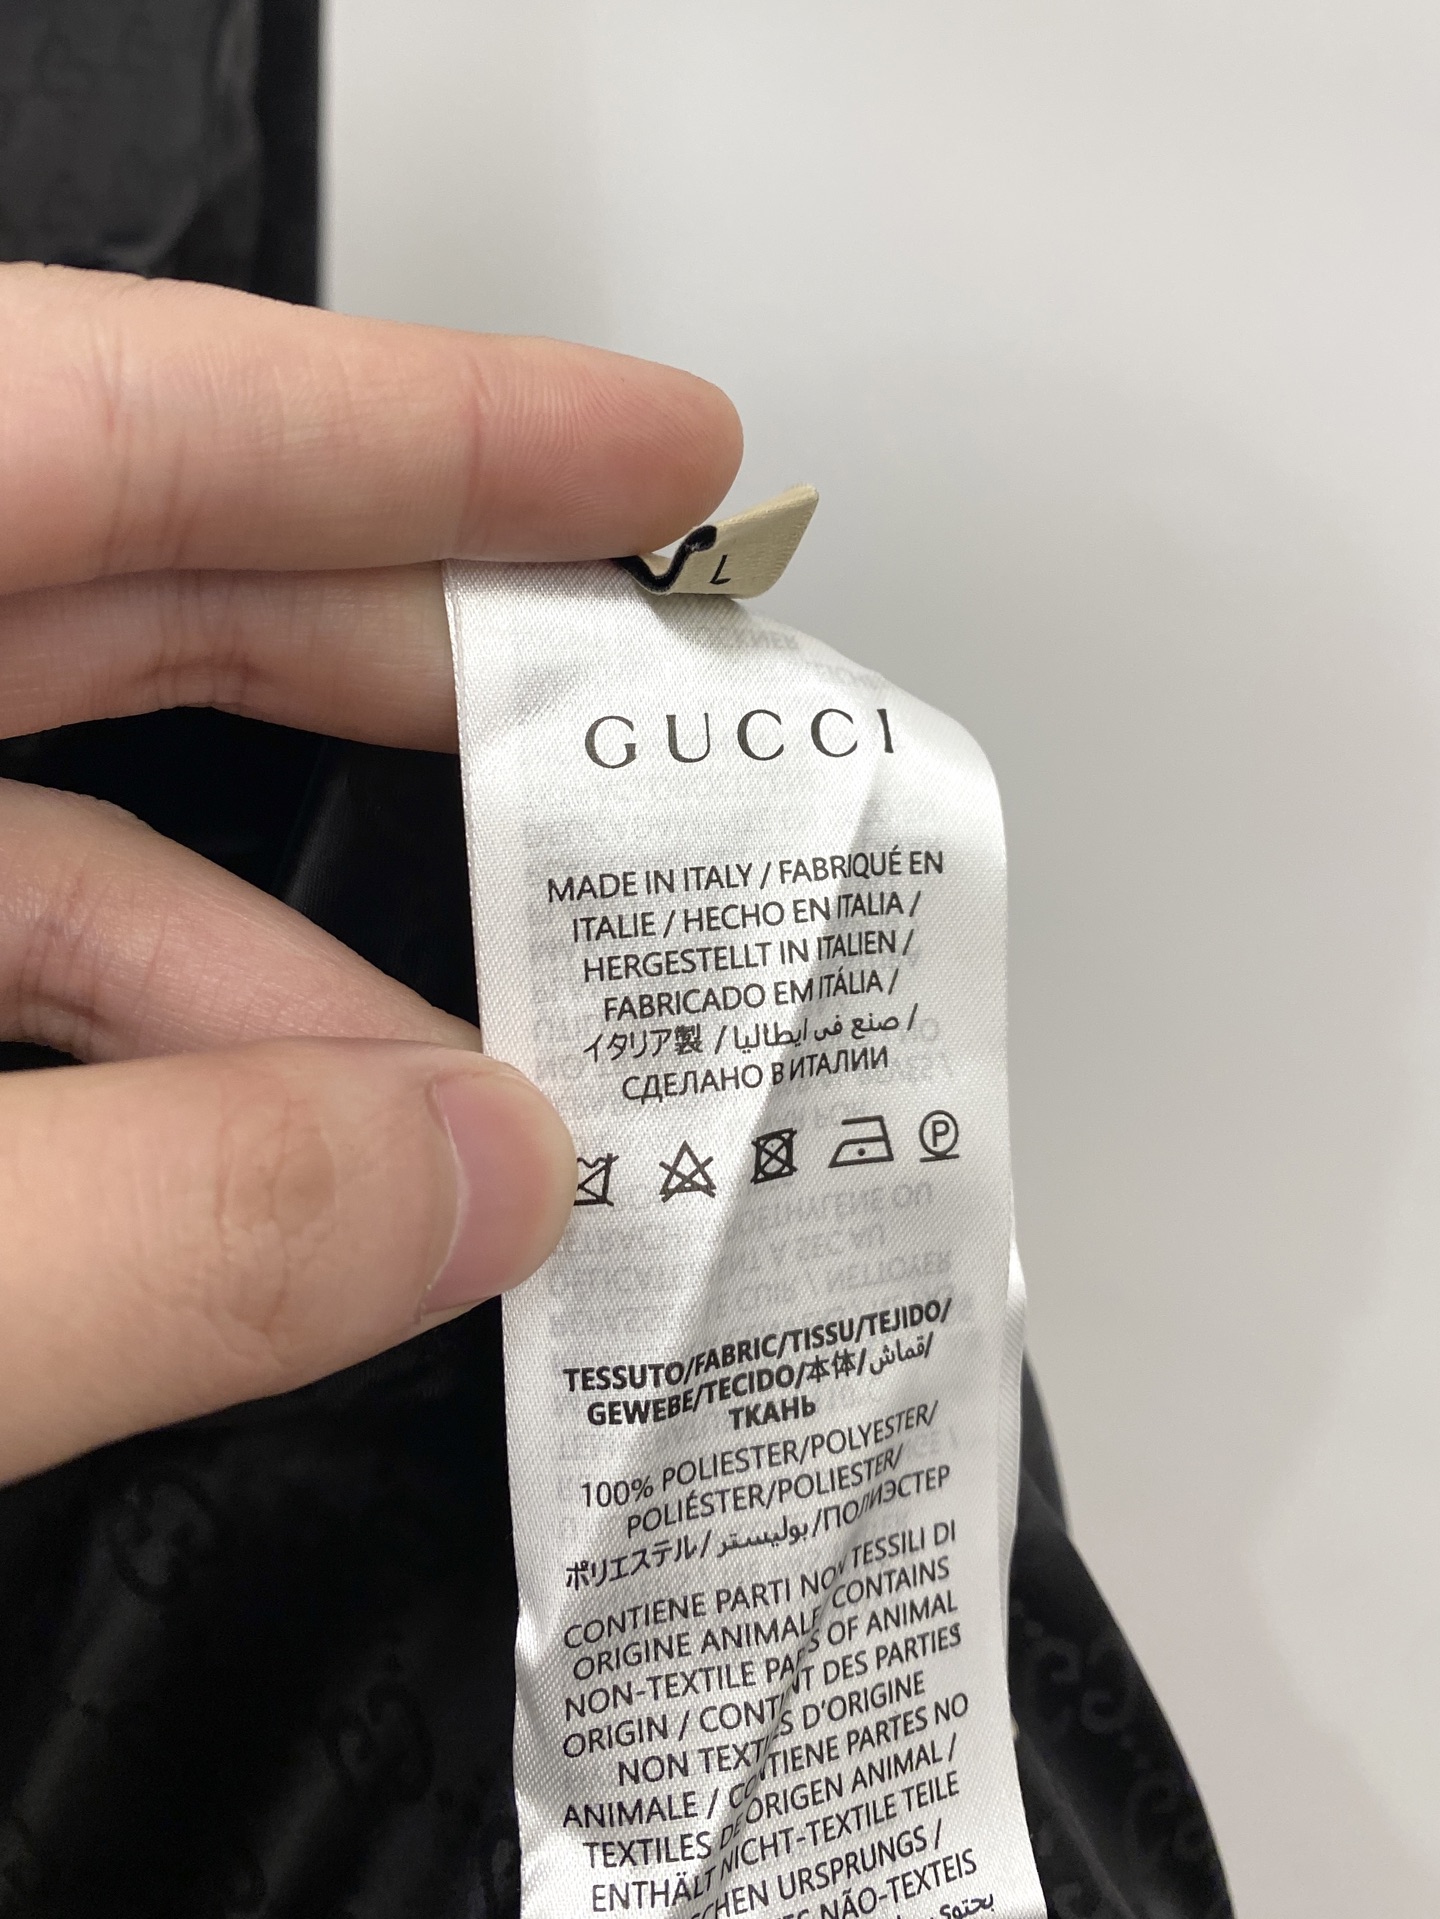 L
GUCCI
MADE IN ITALY / FABRIQUÉ EN
ITALIE / HECHO EN ITALIA /
HERGESTELLT IN ITALIEN /
FABRICADO EM ITÁLIA /
イタリア製 / صنع في ايطاليا /
СДЕЛАНО В ИТАЛИИ
P
TESSUTO/FABRIC/TISSU/TEJIDO/
GEWEBE/TECIDO/本体/قماش/
ТКАНЬ
100% POLIESTER/POLYESTER/
POLIÉSTER/POLIESTER/
ポリエステル/بوليستر/ПОЛИЭСТЕР
CONTIENE PARTI NON TESSILI DI
ORIGINE ANIMALE/CONTAINS
NON-TEXTILE PARTS OF ANIMAL
ORIGIN / CONTIENT DES PARTIES
NON TEXTILES D'ORIGINE
ANIMALE / CONTIENE PARTES NO
TEXTILES DE ORIGEN ANIMAL /
ENTHÄLT NICHT-TEXTILE TEILE
URSPRUNGS /
NÃO-TEXTEIS